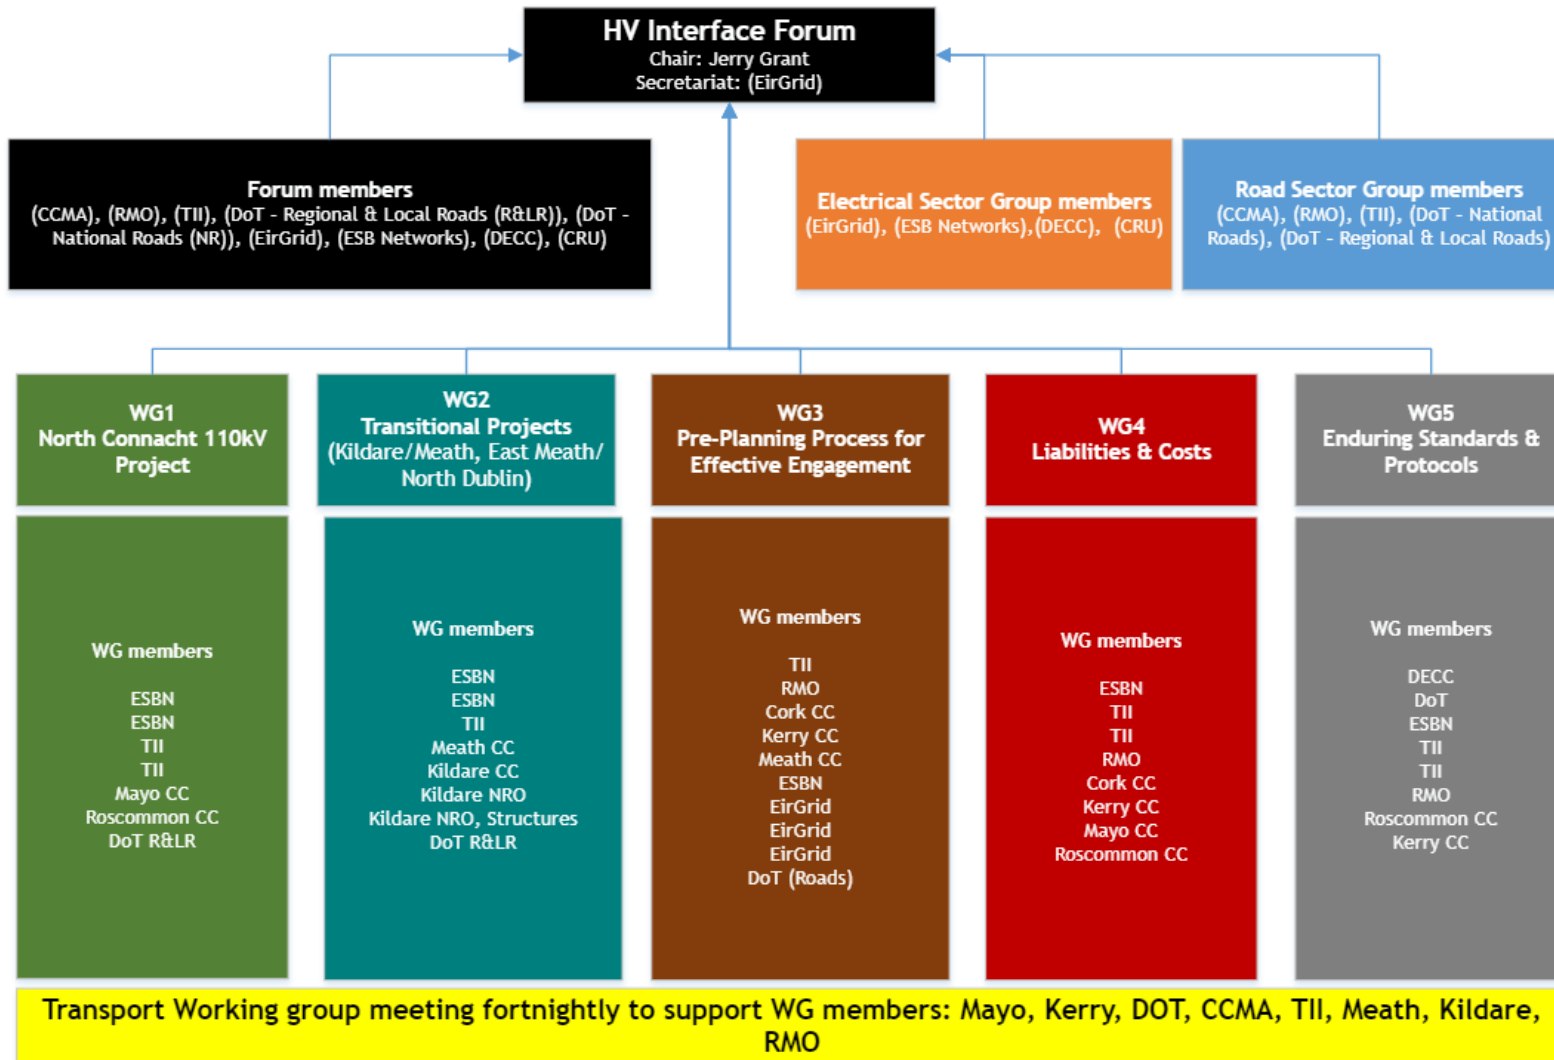 HV Interface Forum
Chair: Jerry Grant
Secretariat: (EirGrid)
Forum members
(CCMA), (RMO), (TII), (DoT - Regional & Local Roads (R&LR)), (DoT -
National Roads (NR)), (EirGrid), (ESB Networks), (DECC), (CRU)
Electrical Sector Group members
(EirGrid), (ESB Networks),(DECC), (CRU)
Road Sector Group members
(CCMA), (RMO), (TII), (DoT - National
Roads), (DoT - Regional & Local Roads)
WG1
North Connacht 110kV
Project
WG2
Transitional Projects
(Kildare/Meath, East Meath/
North Dublin)
WG3
Pre-Planning Process for
Effective Engagement
WG4
Liabilities & Costs
WG5
Enduring Standards &
Protocols
WG members
ESBN
ESBN
TII
TII
Mayo CC
Roscommon CC
DoT R&LR
WG members
ESBN
ESBN
TII
Meath CC
Kildare CC
Kildare NRO
Kildare NRO, Structures
DoT R&LR
WG members
TII
RMO
Cork CC
Kerry CC
Meath CC
ESBN
EirGrid
EirGrid
EirGrid
DoT (Roads)
WG members
ESBN
TII
TII
RMO
Cork CC
Kerry CC
Mayo CC
Roscommon CC
WG members
DECC
DoT
ESBN
TII
TII
RMO
Roscommon CC
Kerry CC
Transport Working group meeting fortnightly to support WG members: Mayo, Kerry, DOT, CCMA, TII, Meath, Kildare,
RMO